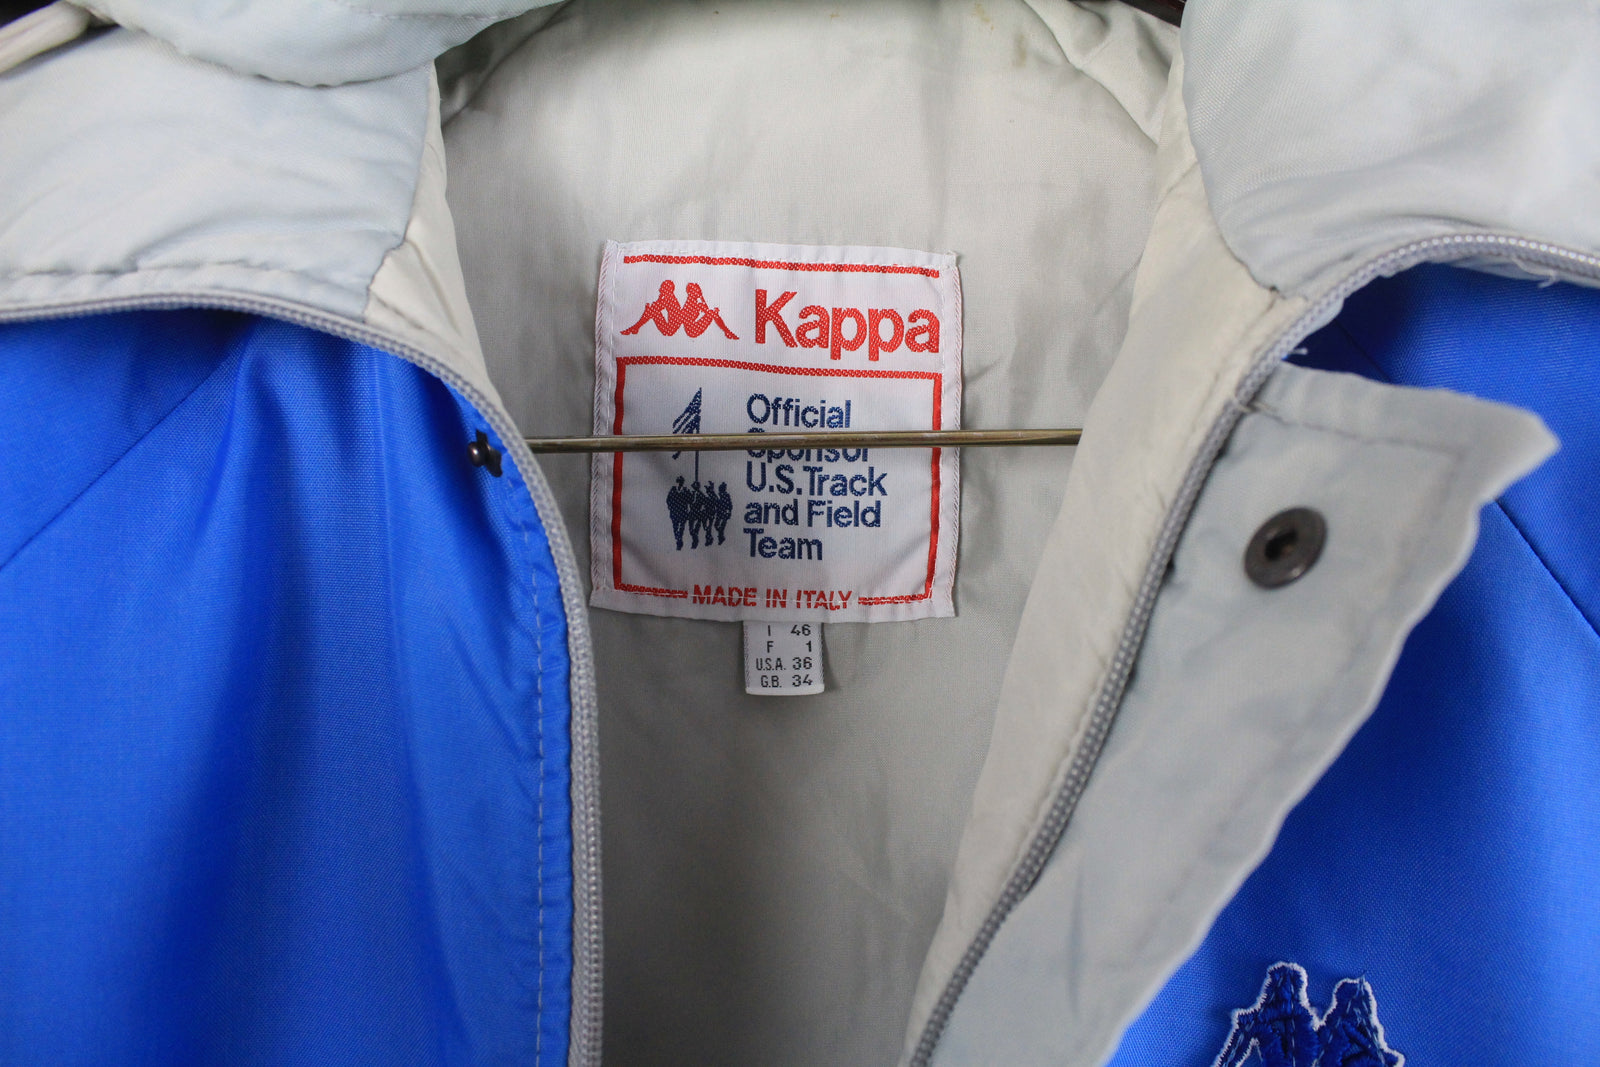 Kappa
Official
Sponsor
U.S. Track
and Field
Team
MADE IN ITALY
I 46
F 1
U.S.A. 36
G.B. 34